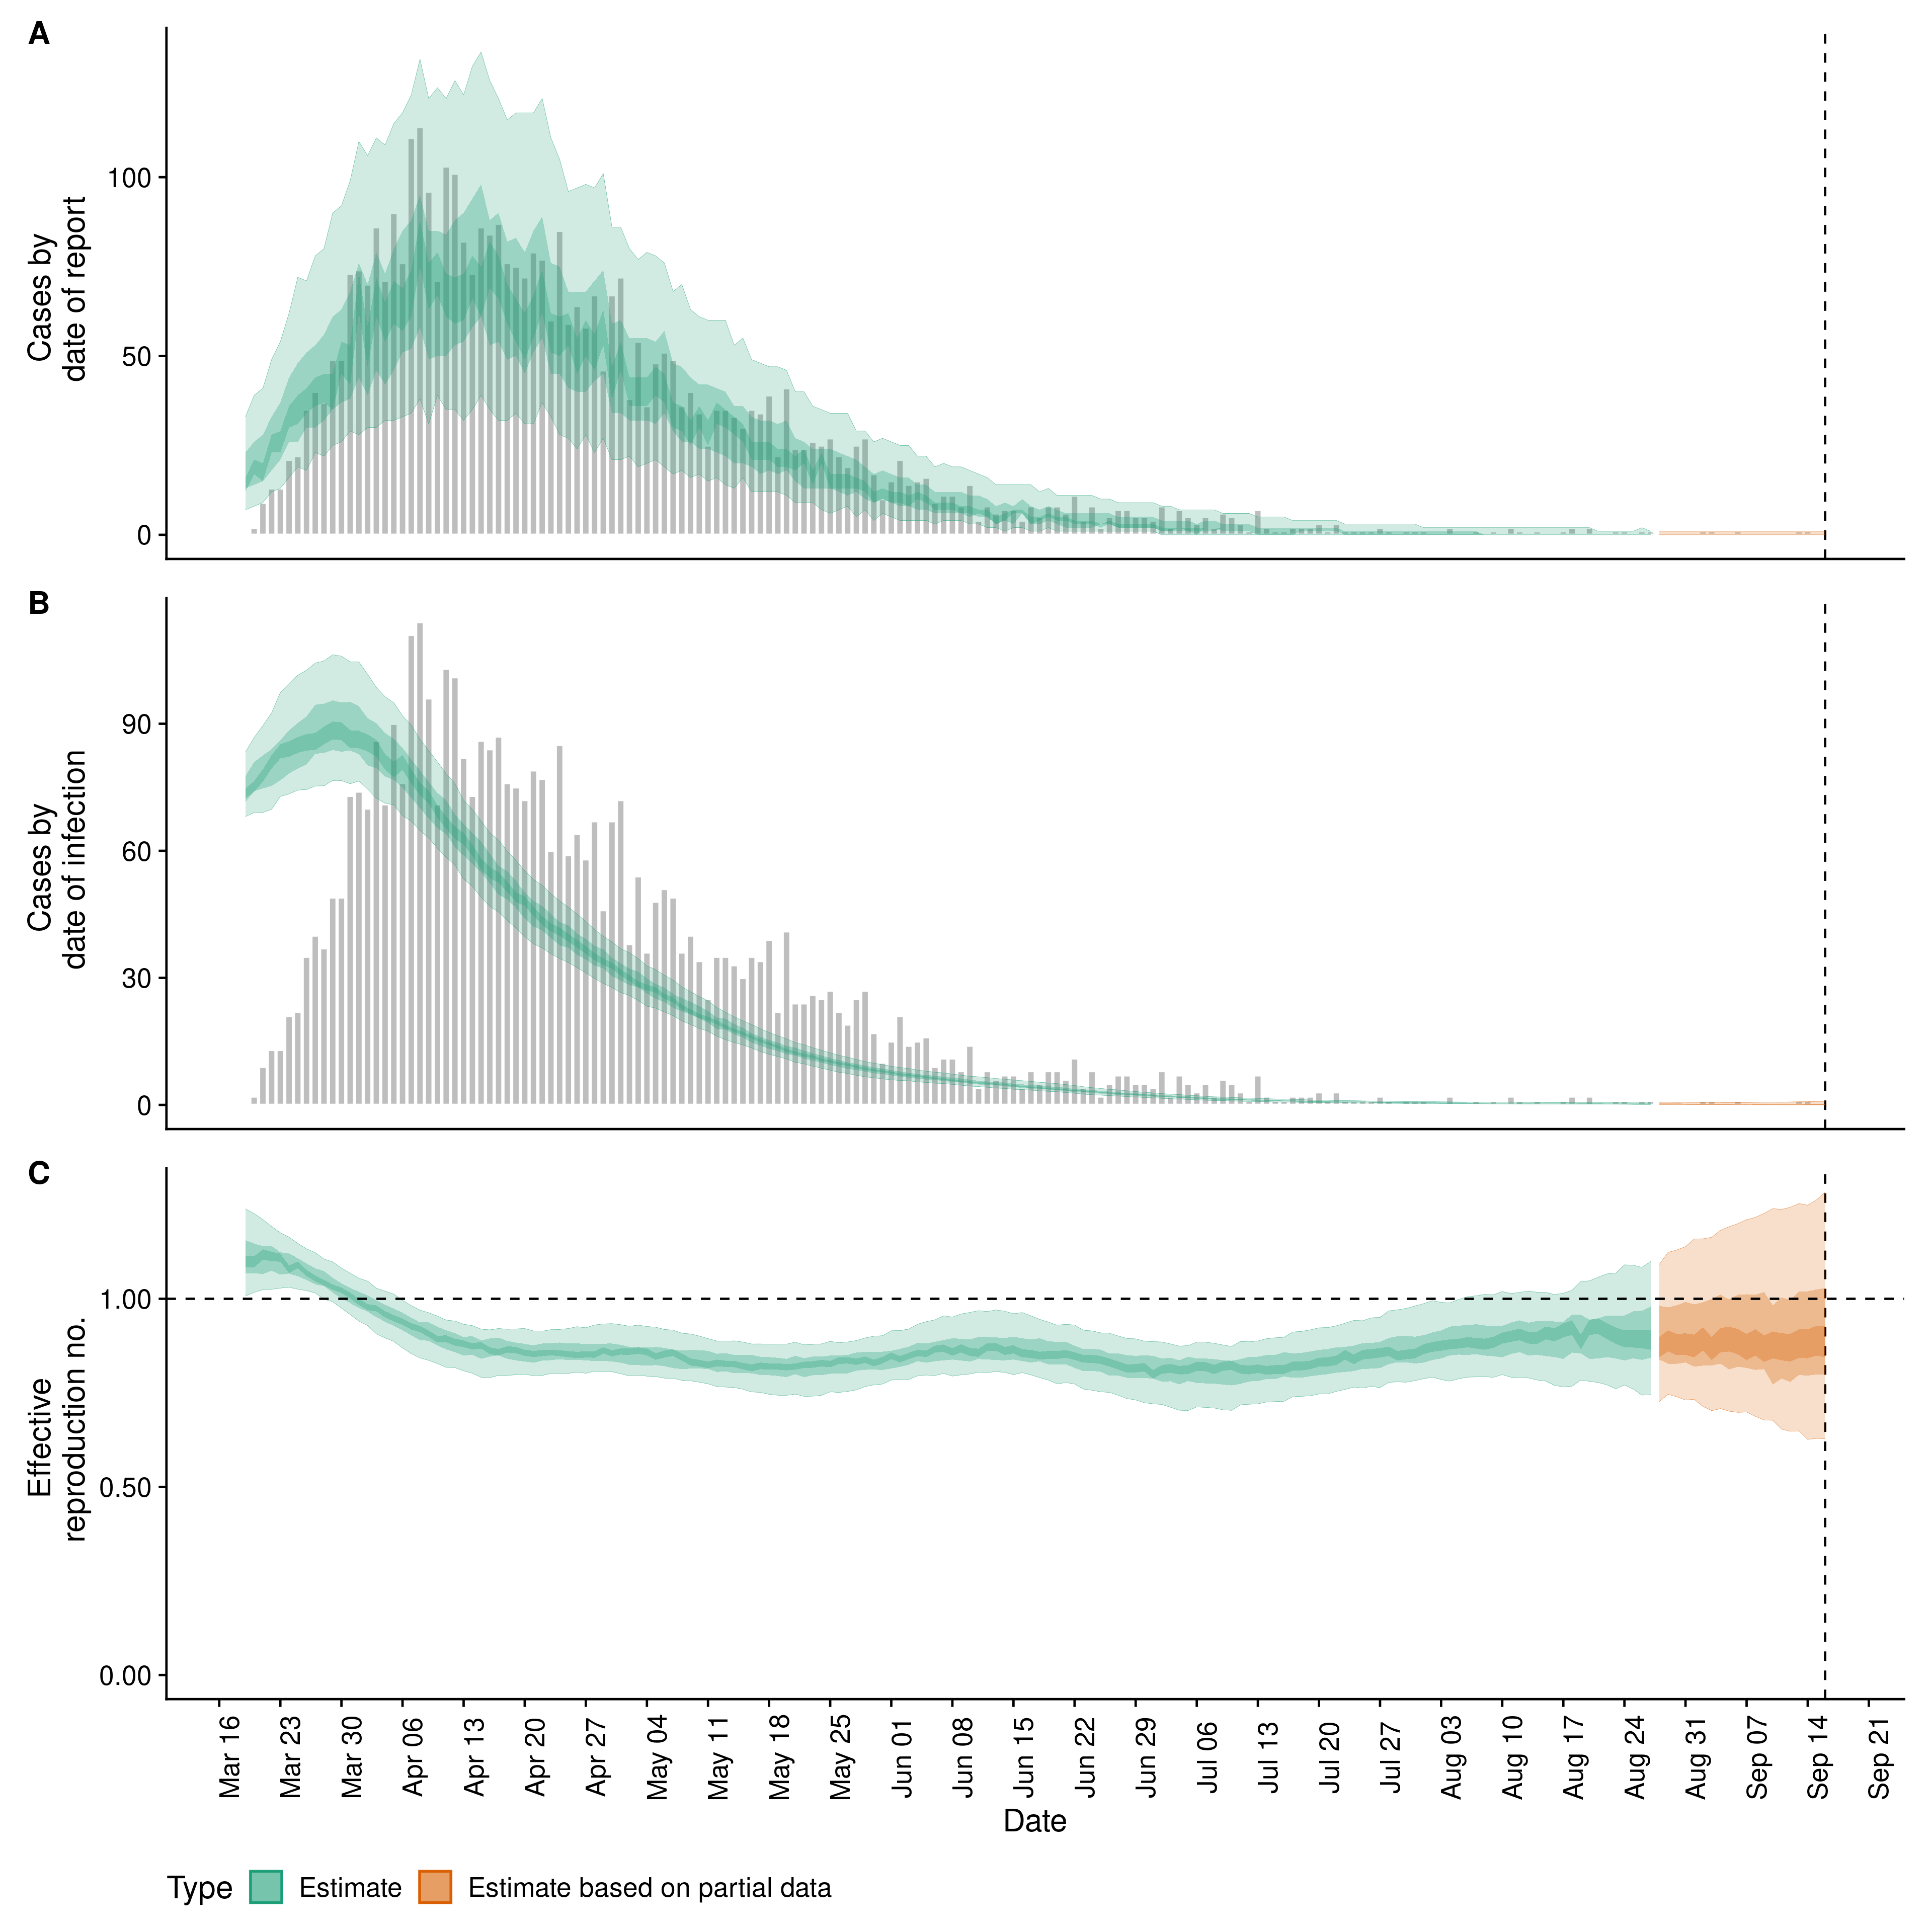 A
Cases by
date of report
100
50
0
B
Cases by
date of infection
90
60
30
0
C
Effective
reproduction no.
1.00
0.50
0.00
Mar 16
Mar 23
Mar 30
Apr 06
Apr 13
Apr 20
Apr 27
May 04
May 11
May 18
May 25
Jun 01
Jun 08
Jun 15
Jun 22
Jun 29
Jul 06
Jul 13
Jul 20
Jul 27
Aug 03
Aug 10
Aug 17
Aug 24
Aug 31
Sep 07
Sep 14
Sep 21
Date
Type Estimate Estimate based on partial data